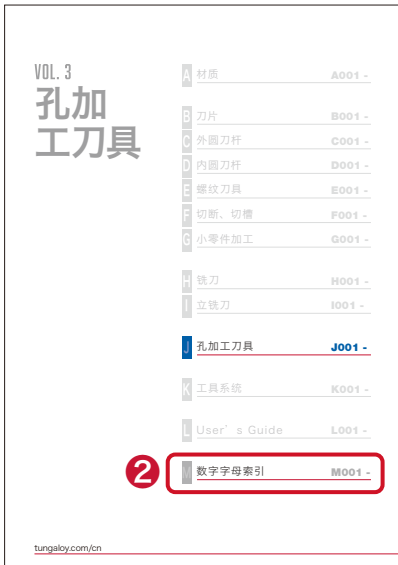 VOL. 3
孔加
工刀具
A 材质 A001 -
B 刀片 B001 -
C 外圆刀杆 C001 -
D 内圆刀杆 D001 -
E 螺纹刀具 E001 -
F 切断、切槽 F001 -
G 小零件加工 G001 -
H 铣刀 H001 -
I 立铣刀 I001 -
J 孔加工刀具 J001 -
K 工具系统 K001 -
L User's Guide L001 -
2 M 数字字母索引 M001 -
tungaloy.com/cn